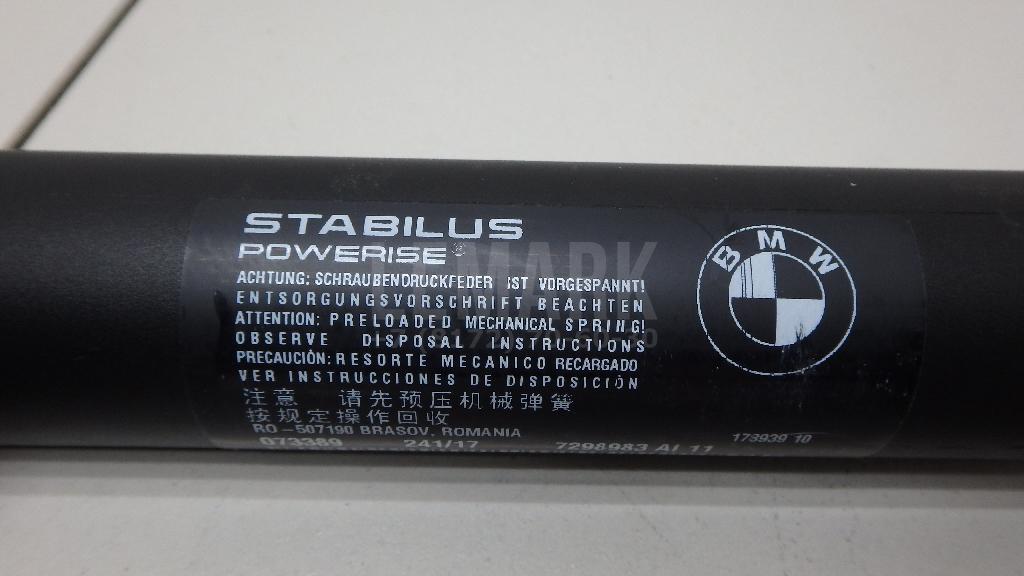 STABILUS
POWERISE®
ACHTUNG: SCHRAUBENDRUCKFEDER IST VORGESPANNT!
ENTSORGUNGSVORSCHRIFT BEACHTEN
ATTENTION: PRELOADED MECHANICAL SPRING!
OBSERVE DISPOSAL INSTRUCTIONS
PRECAUCIÓN: RESORTE MECANICO RECARGADO
VER INSTRUCCIONES DE DISPOSICIÓN
注意 请先预压机械弹簧
按规定操作回收
RO-507190 BRASOV, ROMANIA
073389 241/17 7298983 AI 11
173939 10
BMW